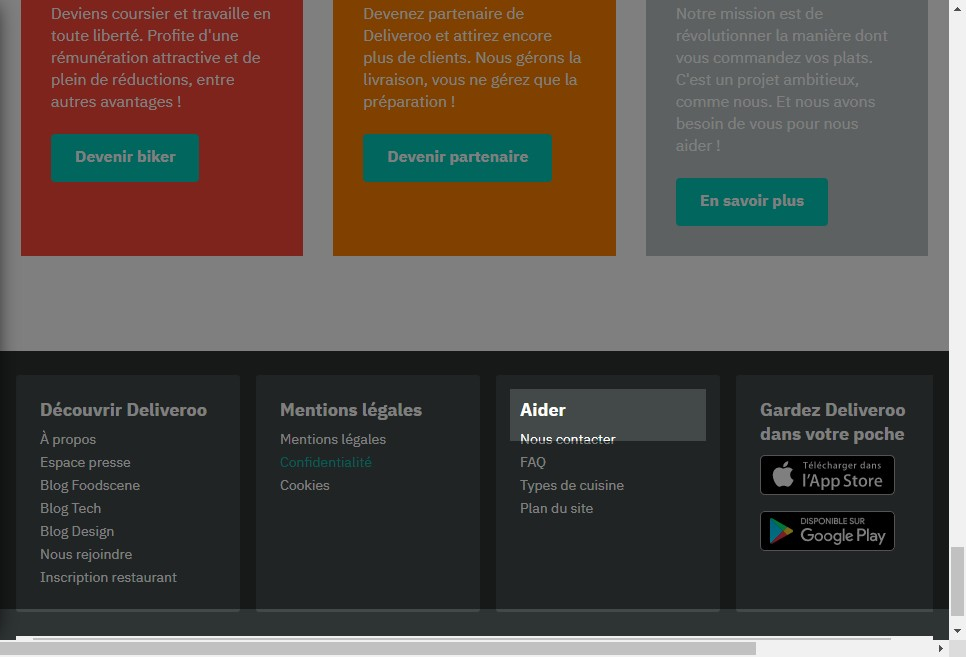 Deviens coursier et travaille en
toute liberté. Profite d'une
rémunération attractive et de
plein de réductions, entre
autres avantages !
Devenir biker
Devenez partenaire de
Deliveroo et attirez encore
plus de clients. Nous gérons la
livraison, vous ne gérez que la
préparation !
Devenir partenaire
Notre mission est de
révolutionner la manière dont
vous commandez vos plats.
C'est un projet ambitieux,
comme nous. Et nous avons
besoin de vous pour nous
aider !
En savoir plus
Découvrir Deliveroo
À propos
Espace presse
Blog Foodscene
Blog Tech
Blog Design
Nous rejoindre
Inscription restaurant
Mentions légales
Mentions légales
Confidentialité
Cookies
Aider
Nous contacter
FAQ
Types de cuisine
Plan du site
Gardez Deliveroo
dans votre poche
Télécharger dans
l'App Store
DISPONIBLE SUR
Google Play